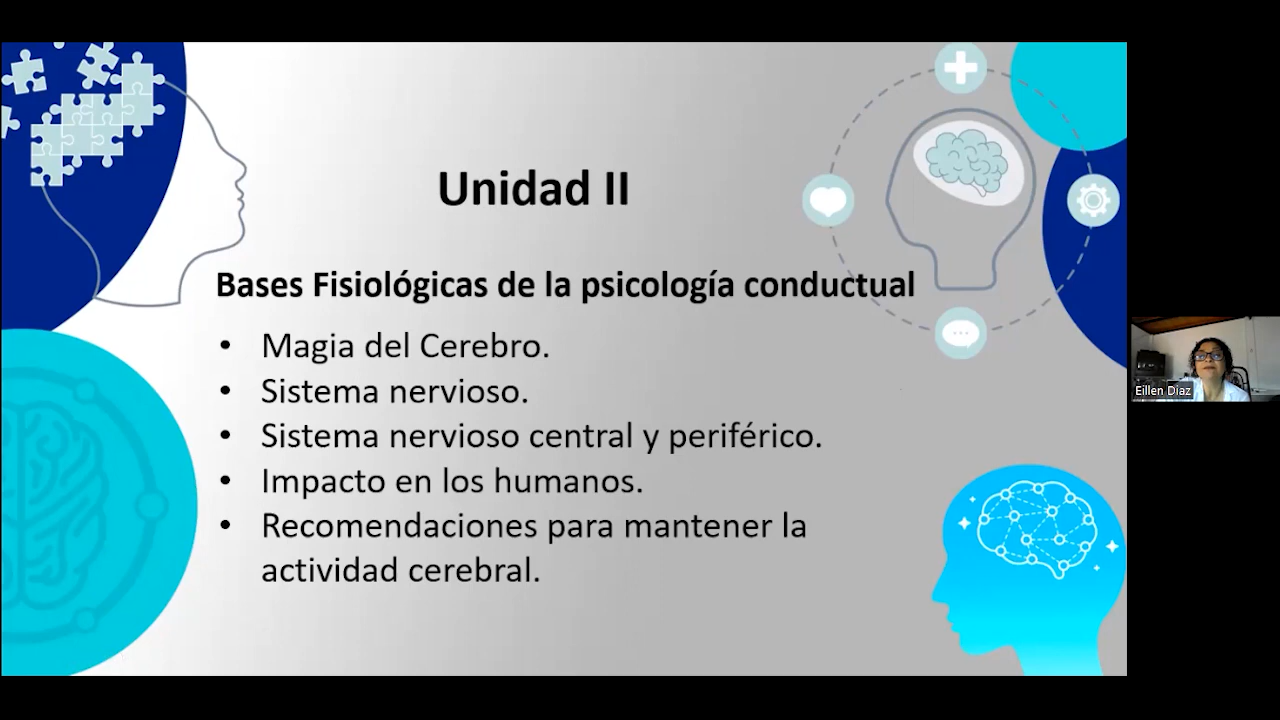 Unidad II
Bases Fisiológicas de la psicología conductual
• Magia del Cerebro.
• Sistema nervioso.
• Sistema nervioso central y periférico.
• Impacto en los humanos.
• Recomendaciones para mantener la
actividad cerebral.
Eillen Diaz